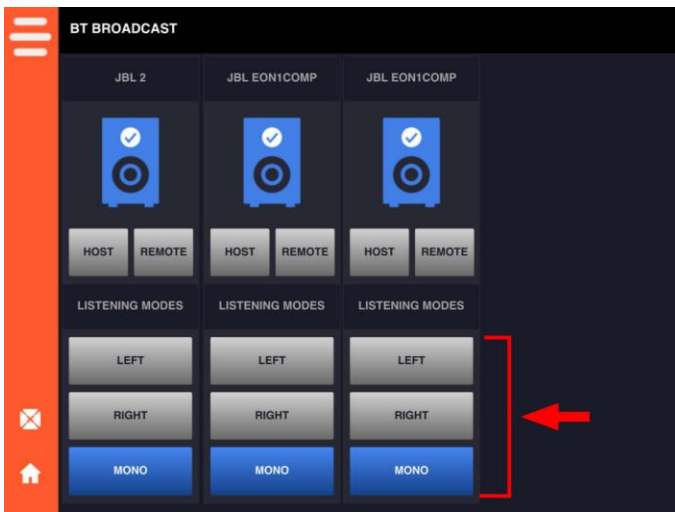 BT BROADCAST
JBL 2 JBL EON1COMP JBL EON1COMP
HOST REMOTE HOST REMOTE HOST REMOTE
LISTENING MODES LISTENING MODES LISTENING MODES
LEFT LEFT LEFT
RIGHT RIGHT RIGHT
MONO MONO MONO